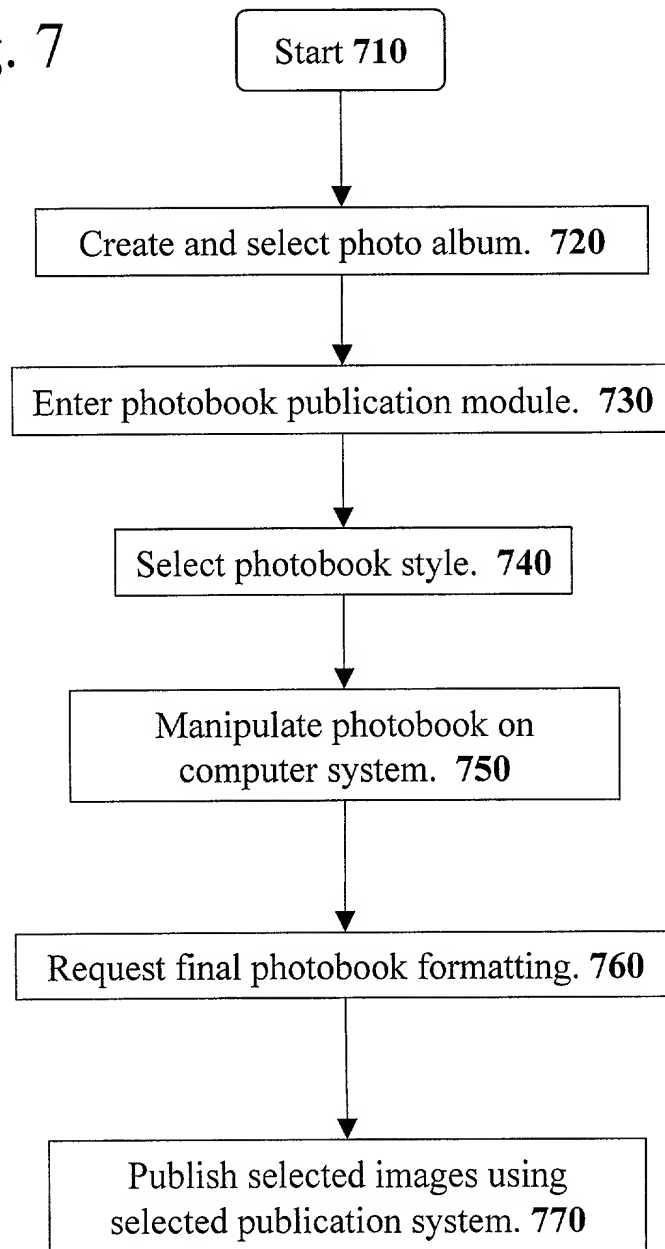 . 7
Start 710
Create and select photo album. 720
Enter photobook publication module. 730
Select photobook style. 740
Manipulate photobook on
computer system. 750
Request final photobook formatting. 760
Publish selected images using
selected publication system. 770